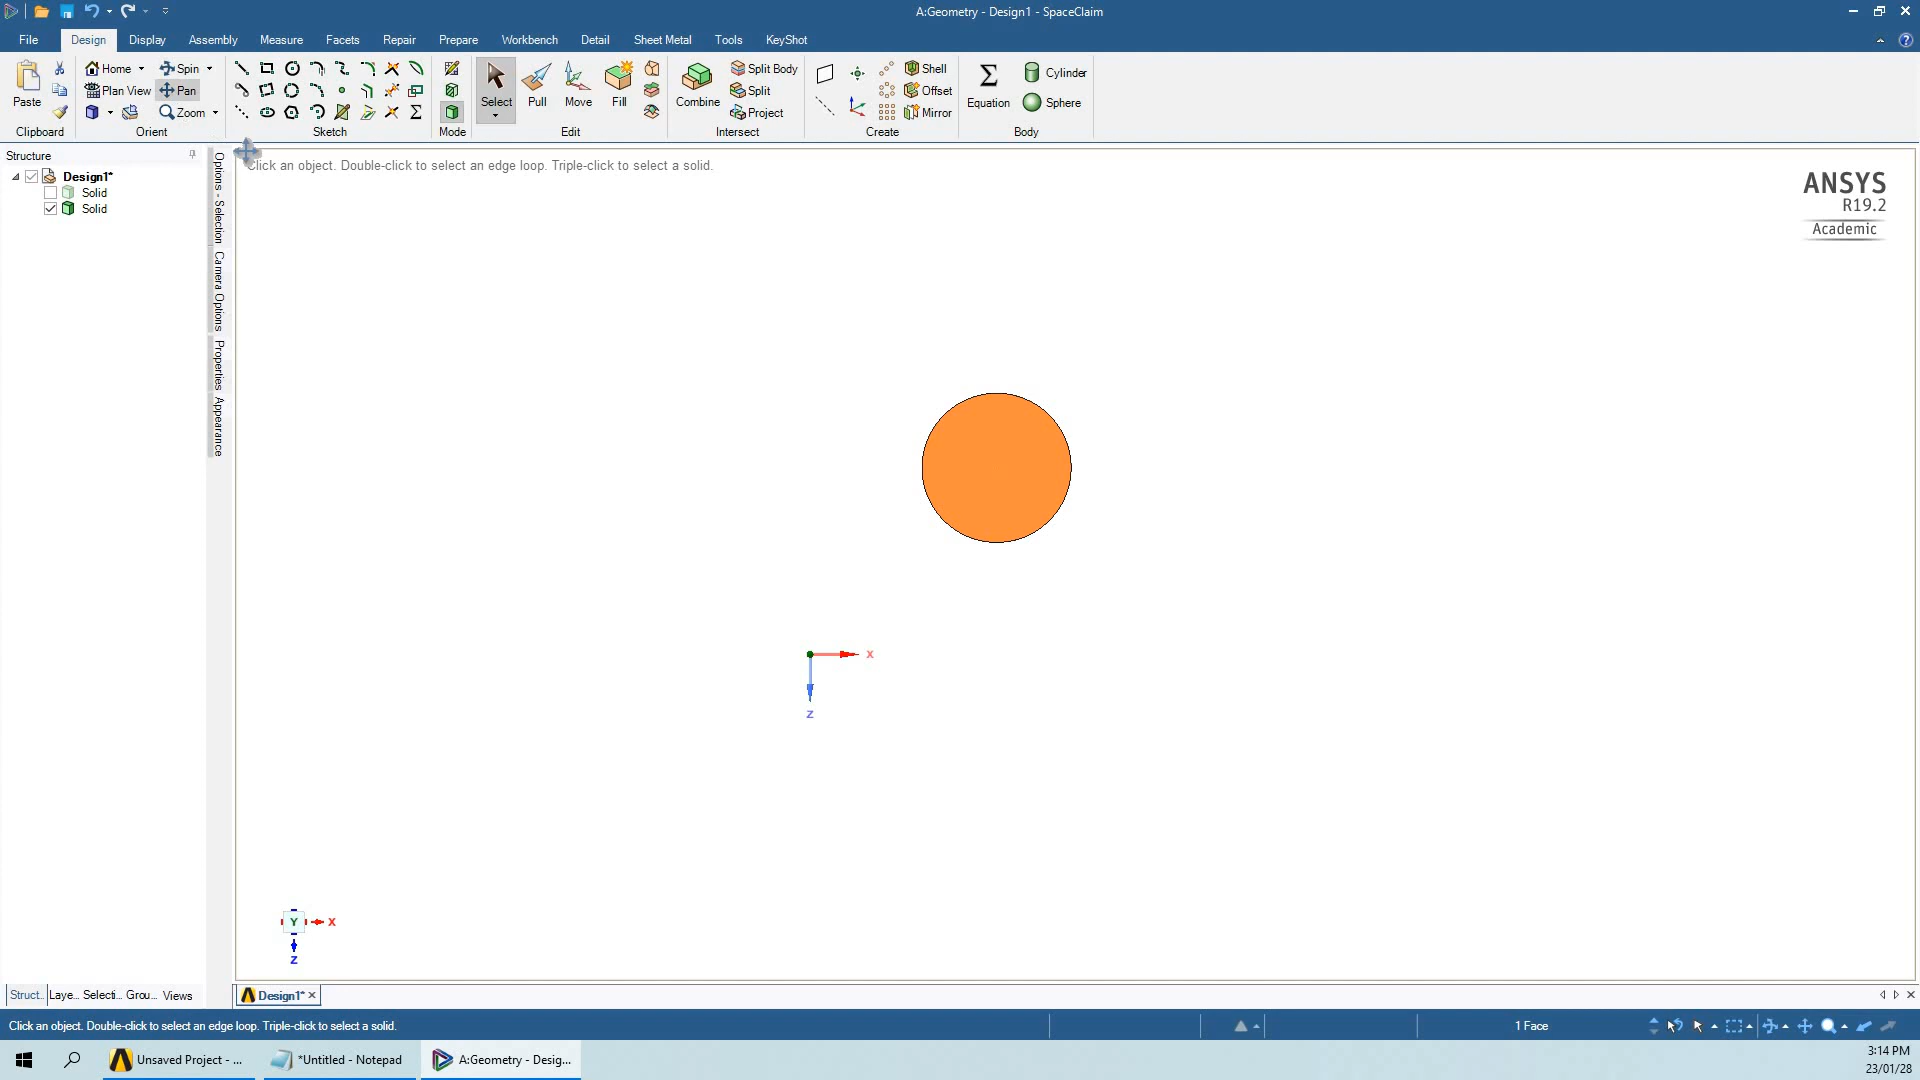 A:Geometry - Design1 - SpaceClaim
File Design Display Assembly Measure Facets Repair Prepare Workbench Detail Sheet Metal Tools KeyShot
Paste
Home
Plan View
Spin
Pan
Zoom
Select
Pull
Move
Fill
Combine
Split Body
Split
Project
Shell
Offset
Mirror
Equation
Cylinder
Sphere
Clipboard Orient Sketch Mode Edit Intersect Create Body
Structure
Design1*
Solid
Solid
Options - Selection
Camera Options
Properties
Appearance
Click an object. Double-click to select an edge loop. Triple-click to select a solid.
ANSYS
R19.2
Academic
X
Z
Y
X
Z
Struct... Laye... Selecti... Grou... Views
Design1*
Click an object. Double-click to select an edge loop. Triple-click to select a solid.
1 Face
Unsaved Project - ...
*Untitled - Notepad
A:Geometry - Desig...
3:14 PM
23/01/28